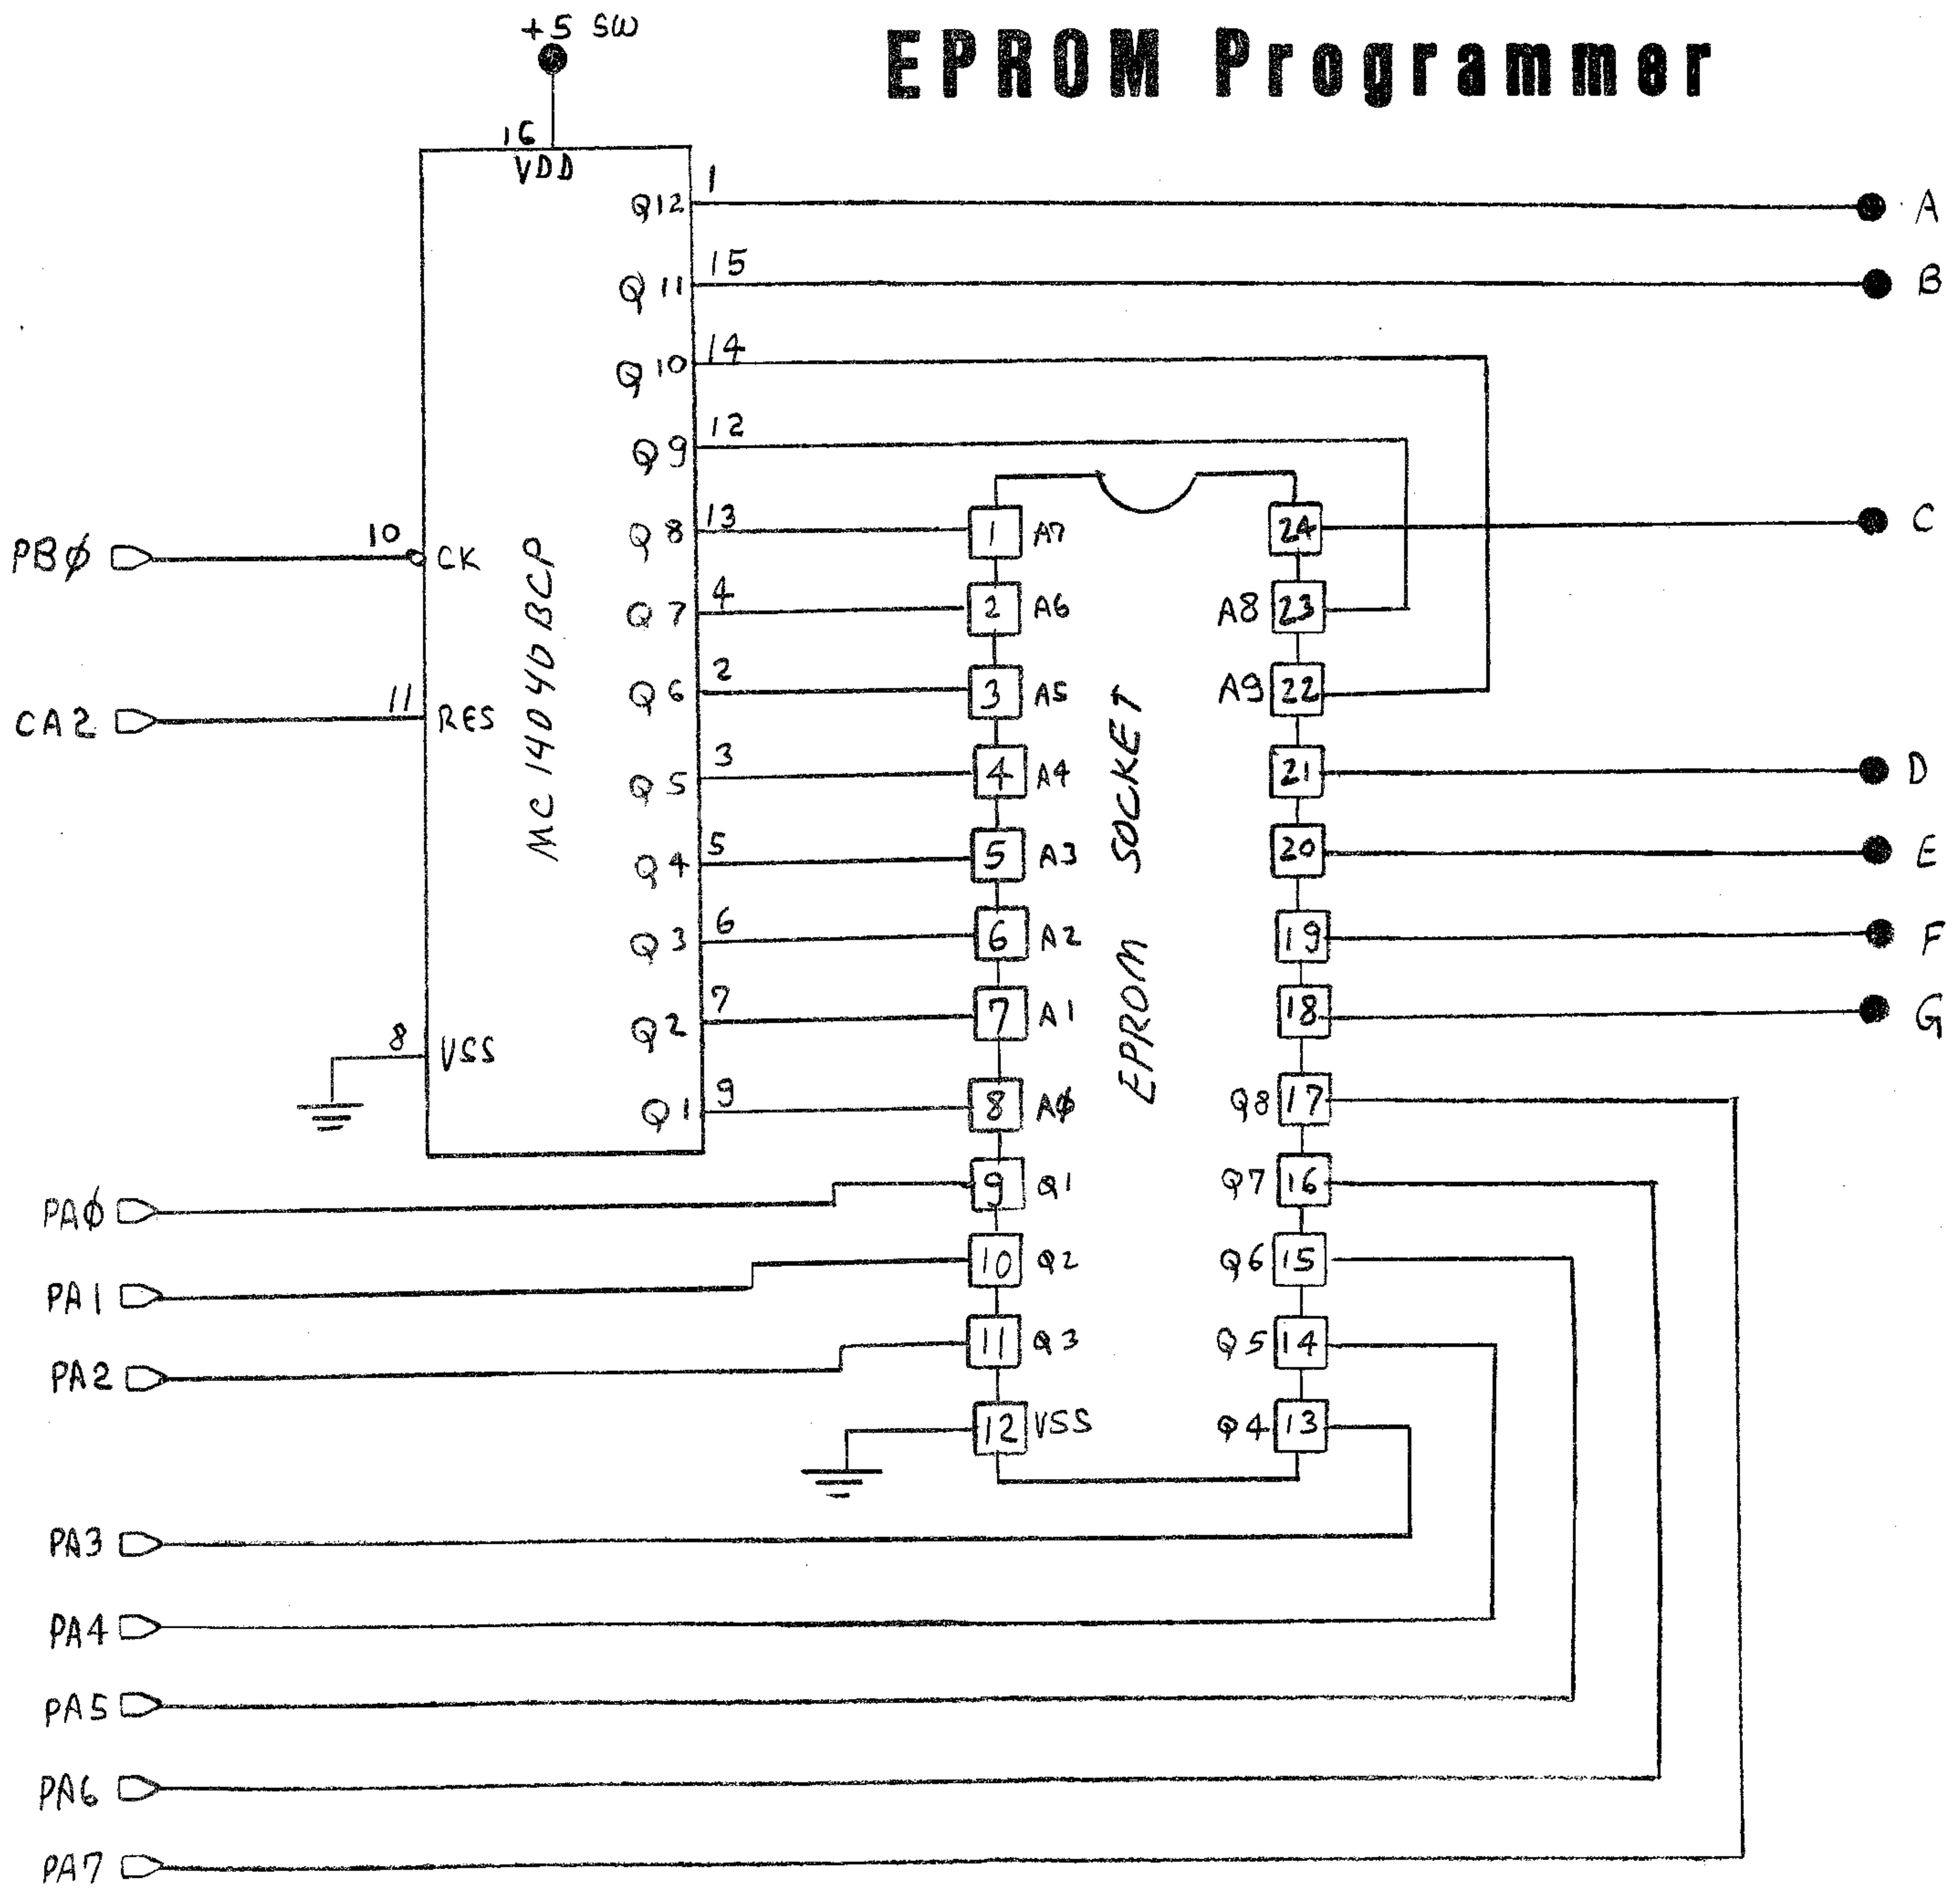 +5 SW
EPROM Programmer
16
VDD
Q12 1 A
Q11 15 B
Q10 14
Q9 12
Q8 13 1 A7 24 C
PBØ 10 CK
Q7 4 2 A6 A8 23
Q6 2 3 A5 A9 22
CA2 11 RES
Q5 3 4 A4 21 D
MC 14040 BCP
EPROM SOCKET
Q4 5 5 A3 20 E
Q3 6 6 A2 19 F
Q2 7 7 A1 18 G
8 VSS
Q1 9 8 AØ Q8 17
PAØ 9 Q1 Q7 16
PA1 10 Q2 Q6 15
PA2 11 Q3 Q5 14
12 VSS Q4 13
PA3
PA4
PA5
PA6
PA7